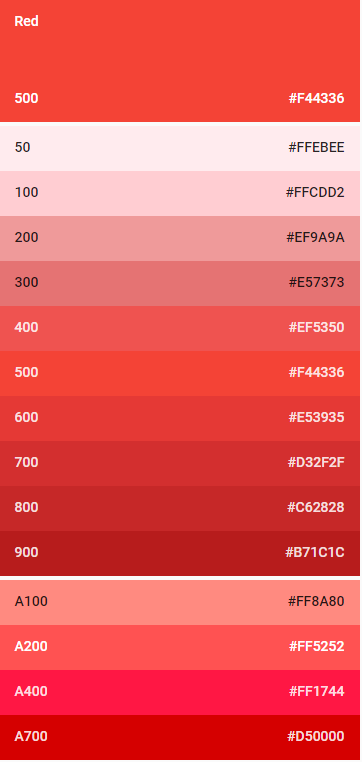 Red
500 #F44336
50 #FFEBEE
100 #FFCDD2
200 #EF9A9A
300 #E57373
400 #EF5350
500 #F44336
600 #E53935
700 #D32F2F
800 #C62828
900 #B71C1C
A100 #FF8A80
A200 #FF5252
A400 #FF1744
A700 #D50000